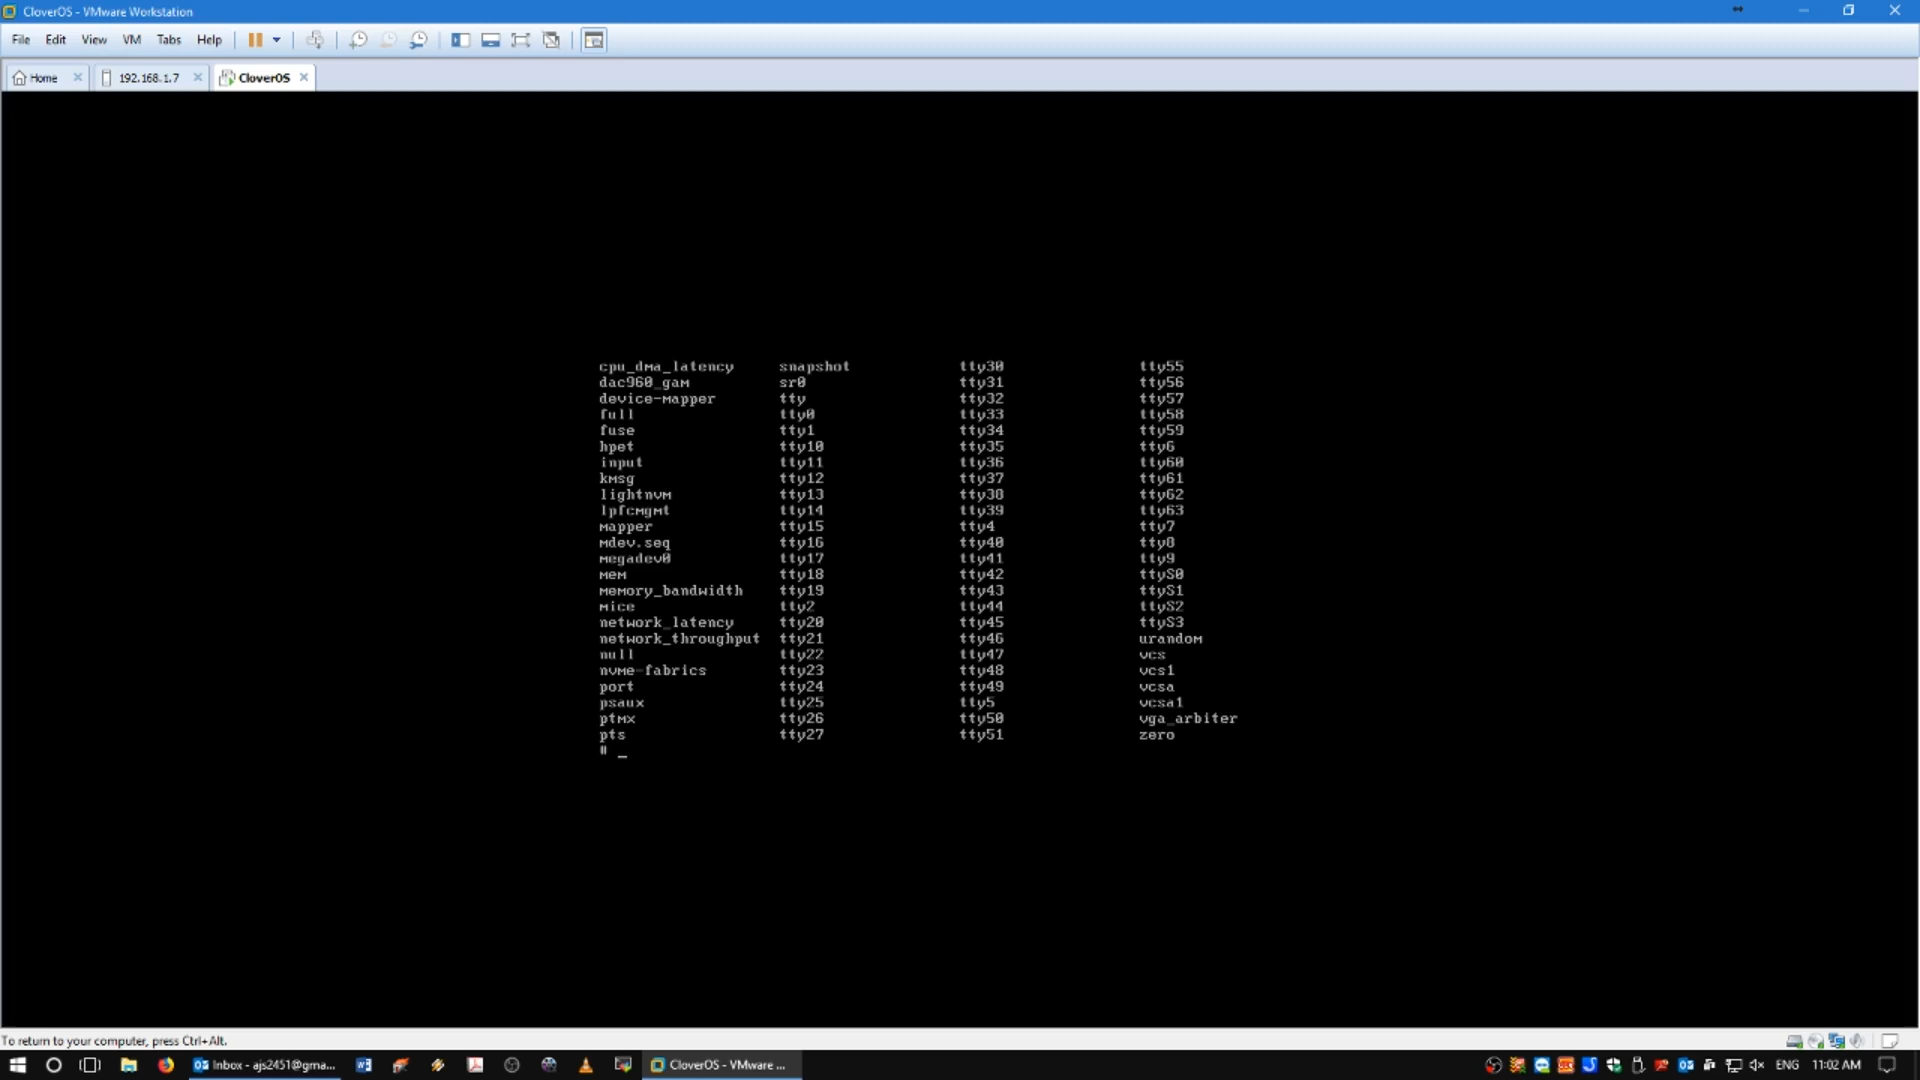 CloverOS - VMware Workstation
File Edit View VM Tabs Help
Home 192.168.1.7 CloverOS
cpu_dma_latency snapshot tty30 tty55
dac960_gam sr0 tty31 tty56
device-mapper tty tty32 tty57
full tty0 tty33 tty58
fuse tty1 tty34 tty59
hpet tty10 tty35 tty6
input tty11 tty36 tty60
kmsg tty12 tty37 tty61
lightnvm tty13 tty38 tty62
lpfcmgmt tty14 tty39 tty63
mapper tty15 tty4 tty7
mdev.seq tty16 tty40 tty8
megadev0 tty17 tty41 tty9
mem tty18 tty42 ttyS0
memory_bandwidth tty19 tty43 ttyS1
mice tty2 tty44 ttyS2
network_latency tty20 tty45 ttyS3
network_throughput tty21 tty46 urandom
null tty22 tty47 vcs
nvme-fabrics tty23 tty48 vcs1
port tty24 tty49 vcsa
psaux tty25 tty5 vcsa1
ptmx tty26 tty50 vga_arbiter
pts tty27 tty51 zero
# _
To return to your computer, press Ctrl+Alt.
Inbox - ajs2451@gma... CloverOS - VMware ... ENG 11:02 AM